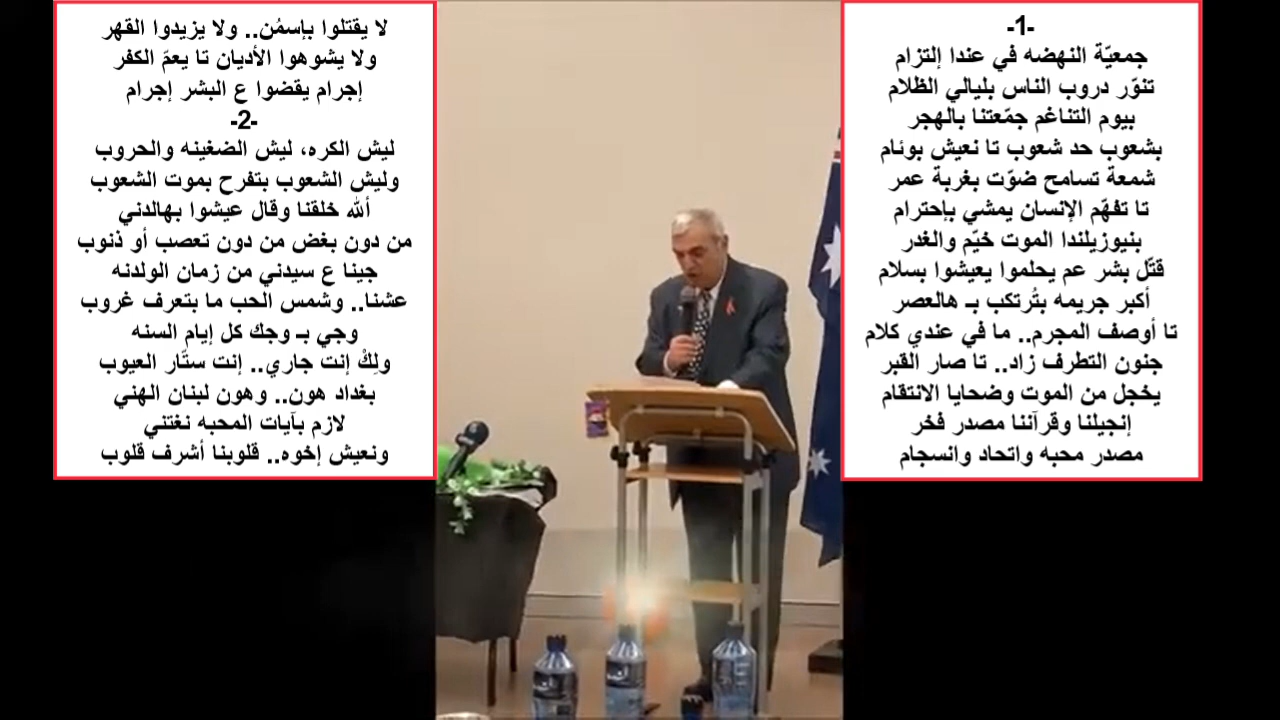 -1-
جمعيّة النهضه في عندا إلتزام
تنوّر دروب الناس بليالي الظلام
بيوم التناغم جمّعتنا بالهجر
بشعوب حد شعوب تا نعيش بوئام
شمعة تسامح ضوّت بغربة عمر
تا تفهّم الإنسان يمشي بإحترام
بنيوزيلندا الموت خيّم والغدر
قتّل بشر عم يحلموا يعيشوا بسلام
أكبر جريمه بتُرتكب بـ هالعصر
تا أوصف المجرم.. ما في عندي كلام
جنون التطرف زاد.. تا صار القبر
يخجل من الموت وضحايا الانتقام
إنجيلنا وقرآننا مصدر فخر
مصدر محبه واتحاد وانسجام
لا يقتلوا بإسمُن.. ولا يزيدوا القهر
ولا يشوهوا الأديان تا يعمّ الكفر
إجرام يقضوا ع البشر إجرام
-2-
ليش الكره، ليش الضغينه والحروب
وليش الشعوب بتفرح بموت الشعوب
ألله خلقنا وقال عيشوا بهالدني
من دون بغض من دون تعصب أو ذنوب
جينا ع سيدني من زمان الولدنه
عشنا.. وشمس الحب ما بتعرف غروب
وجي بـ وجك كل إيام السنه
ولِكْ إنت جاري.. إنت ستّار العيوب
بغداد هون.. وهون لبنان الهني
لازم بآيات المحبه نغتني
ونعيش إخوه.. قلوبنا أشرف قلوب